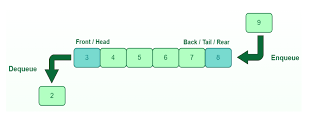 9
Front / Head
Back / Tail / Rear
Dequeue
3 4 5 6 7 8
Enqueue
2